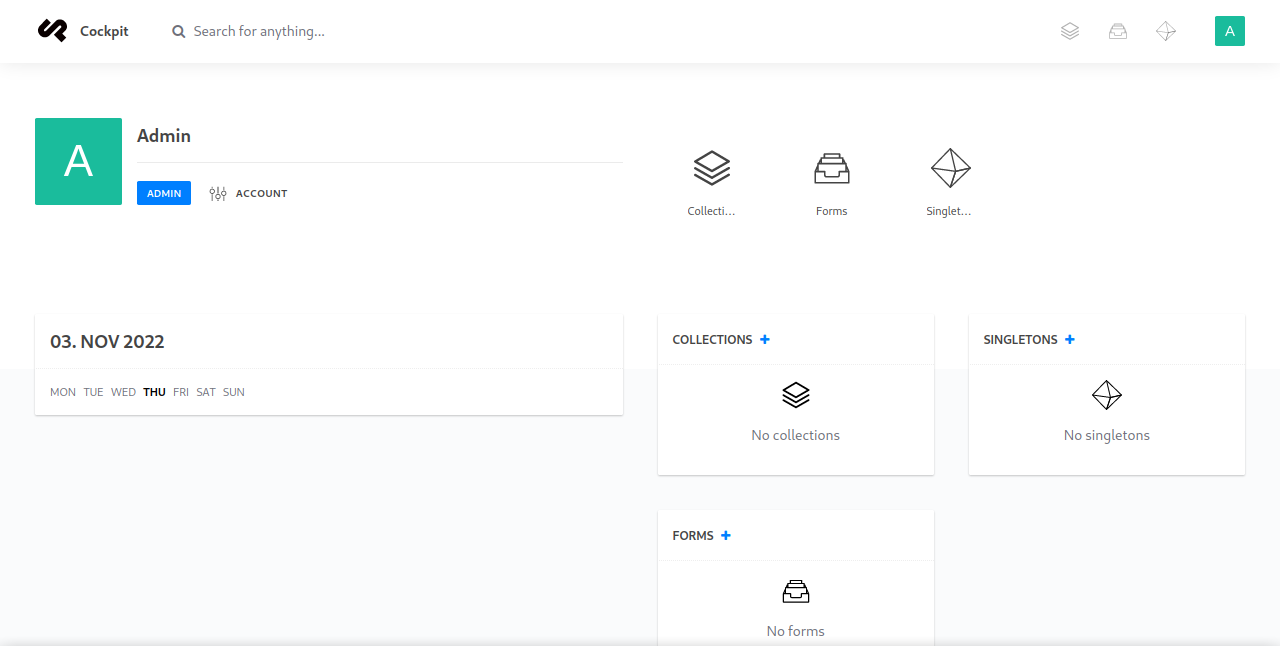 Cockpit
Search for anything...
A
A
Admin
ADMIN
ACCOUNT
Collecti...
Forms
Singlet...
03. NOV 2022
MON TUE WED THU FRI SAT SUN
COLLECTIONS
No collections
SINGLETONS
No singletons
FORMS
No forms